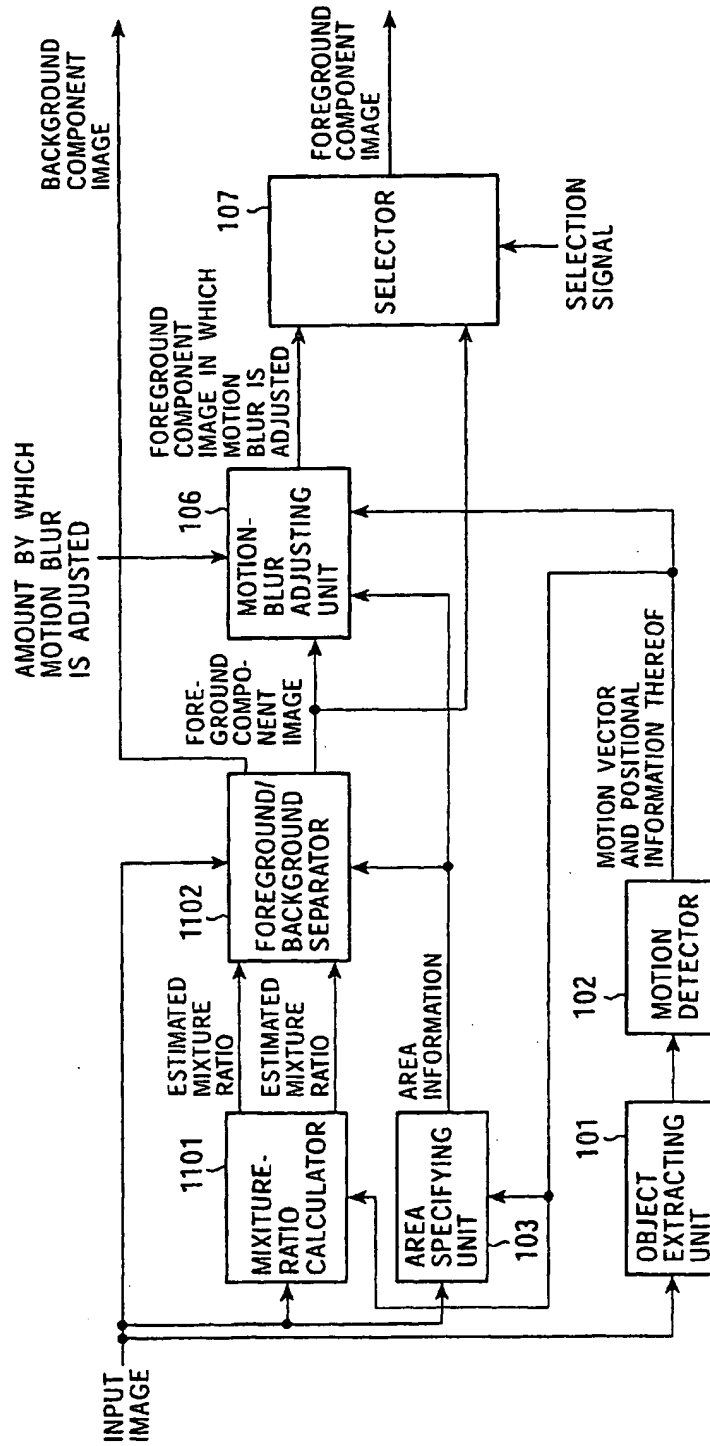 INPUT
IMAGE
1101
MIXITURE-
RATIO
CALCULATOR
ESTIMATED
MIXTURE
RATIO
ESTIMATED
MIXTURE
RATIO
1102
FOREGROUND/
BACKGROUND
SEPARATOR
FORE-
GROUND
COMPO-
NENT
IMAGE
AMOUNT BY WHICH
MOTION BLUR
IS ADJUSTED
106
MOTION-
BLUR
ADJUSTING
UNIT
FOREGROUND
COMPONENT
IMAGE IN WHICH
MOTION
BLUR IS
ADJUSTED
BACKGROUND
COMPONENT
IMAGE
107
SELECTOR
FOREGROUND
COMPONENT
IMAGE
SELECTION
SIGNAL
AREA
SPECIFYING
UNIT
103
AREA
INFORMATION
101
OBJECT
EXTRACTING
UNIT
102
MOTION
DETECTOR
MOTION VECTOR
AND POSITIONAL
INFORMATION THEREOF